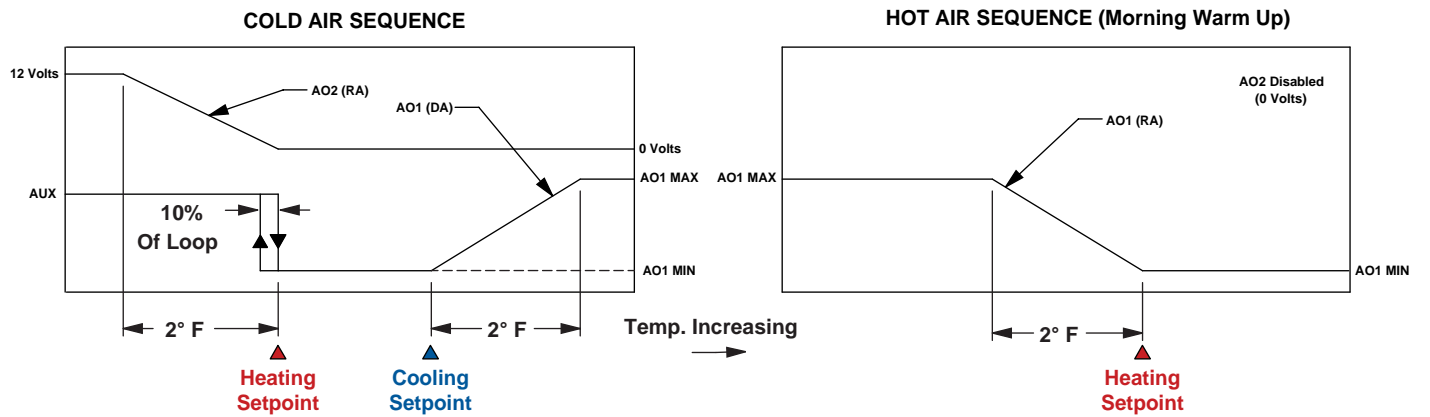 COLD AIR SEQUENCE
12 Volts
AO2 (RA)
AO1 (DA)
0 Volts
AUX
AO1 MAX
10%
Of Loop
AO1 MIN
2° F
2° F
Temp. Increasing
Heating
Setpoint
Cooling
Setpoint
HOT AIR SEQUENCE (Morning Warm Up)
AO2 Disabled
(0 Volts)
AO1 (RA)
AO1 MAX
AO1 MIN
2° F
Heating
Setpoint